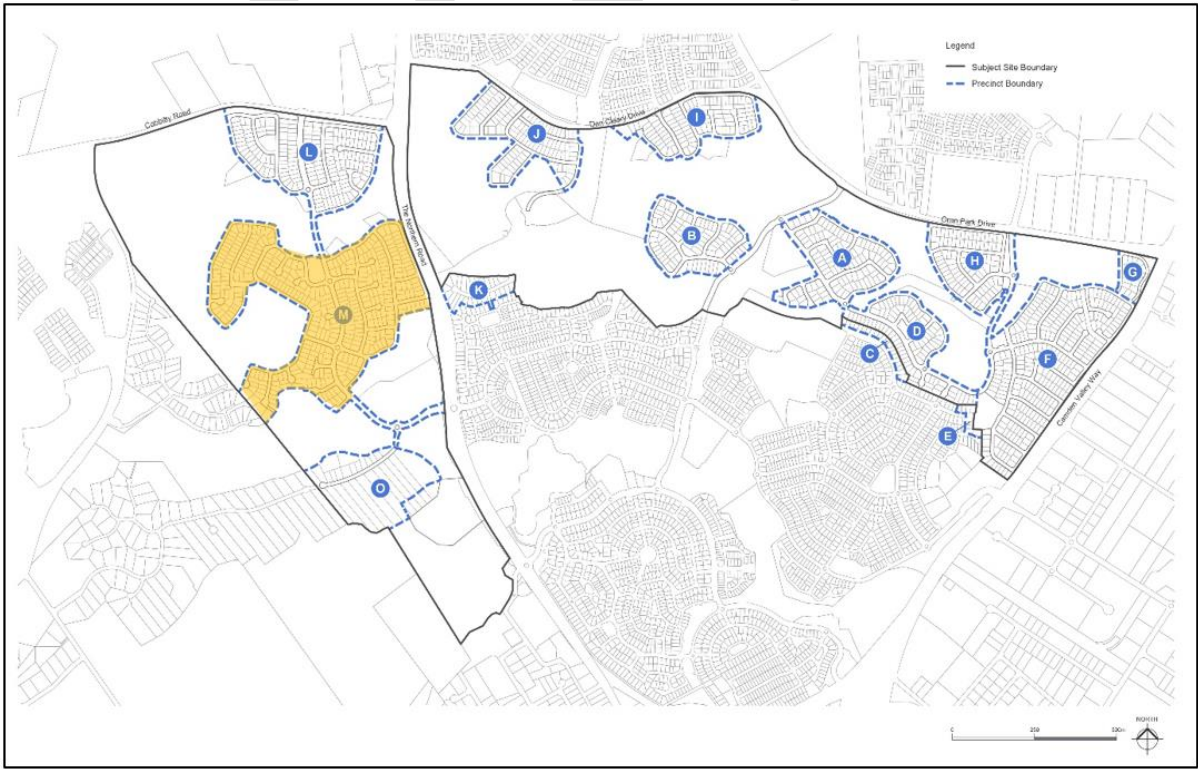 Legend
Subject Site Boundary
Precinct Boundary
Cobbitty Road
Dan Cleary Drive
The Northern Road
Oran Park Drive
Camden Valley Way
J
I
L
B
A
H
G
K
M
D
C
F
E
O
NORTH
0
250
500m